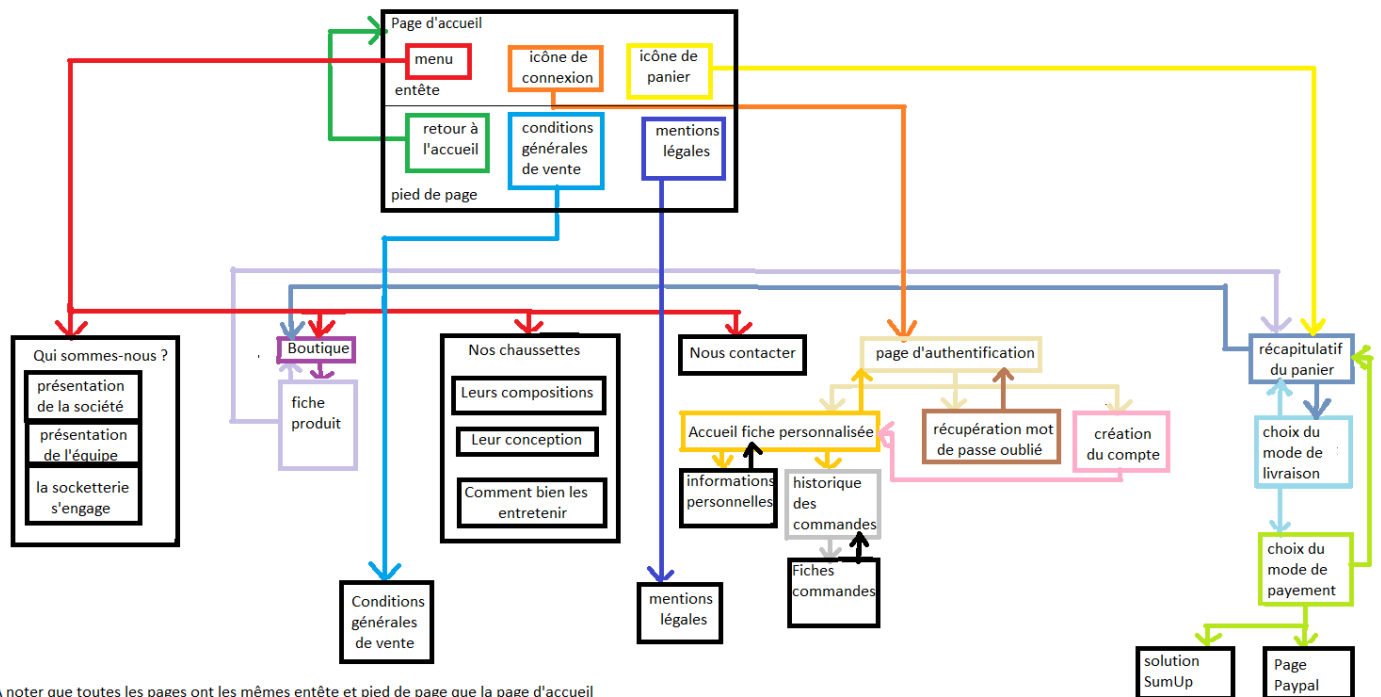 Page d'accueil
menu
icône de
connexion
icône de
panier
entête
retour à
l'accueil
conditions
générales
de vente
mentions
légales
pied de page
Qui sommes-nous ?
présentation
de la société
présentation
de l'équipe
la socketterie
s'engage
Boutique
fiche
produit
Nos chaussettes
Leurs compositions
Leur conception
Comment bien les
entretenir
Nous contacter
page d'authentification
Accueil fiche personnalisée
récupération mot
de passe oublié
création
du compte
informations
personnelles
historique
des
commandes
Fiches
commandes
récapitulatif
du panier
choix du
mode de
livraison
choix du
mode de
payement
solution
SumUp
Page
Paypal
Conditions
générales
de vente
mentions
légales
A noter que toutes les pages ont les mêmes entête et pied de page que la page d'accueil